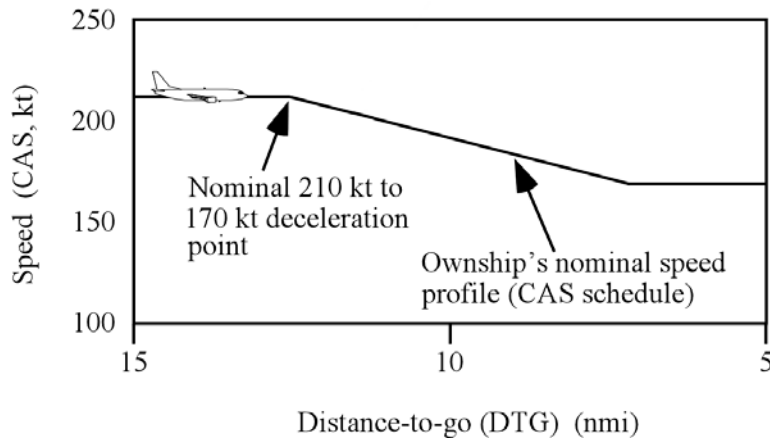 250
200
150
100
Speed (CAS, kt)
Nominal 210 kt to
170 kt deceleration
point
Ownship's nominal speed
profile (CAS schedule)
15
10
5
Distance-to-go (DTG) (nmi)